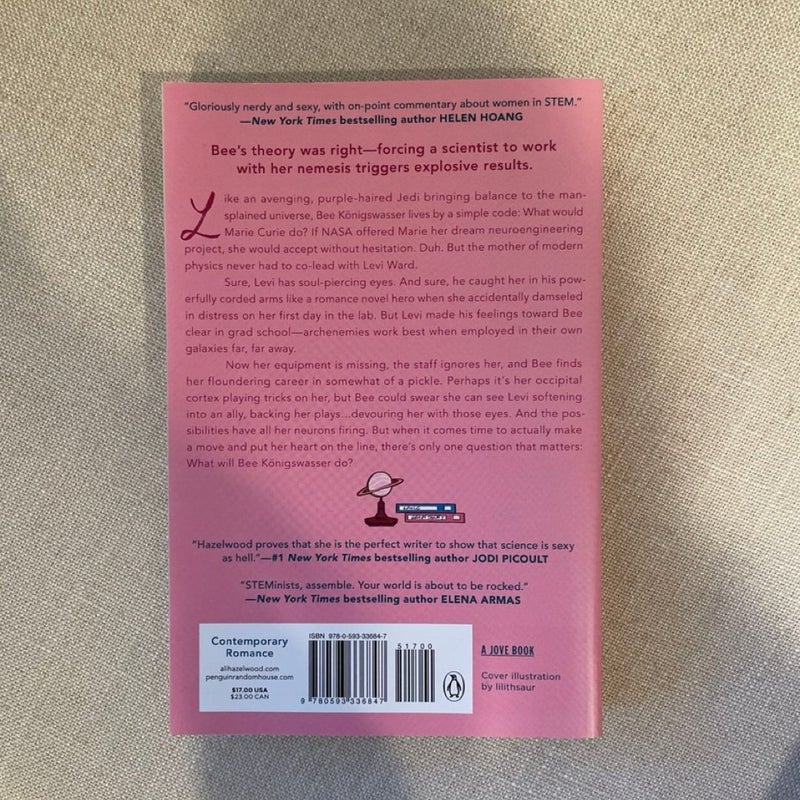 “Gloriously nerdy and sexy, with on-point commentary about women in STEM.”
—New York Times bestselling author HELEN HOANG
Bee’s theory was right—forcing a scientist to work
with her nemesis triggers explosive results.
Like an avenging, purple-haired Jedi bringing balance to the man-
splained universe, Bee Königswasser lives by a simple code: What would
Marie Curie do? If NASA offered Marie her dream neuroengineering
project, she would accept without hesitation. Duh. But the mother of modern
physics never had to co-lead with Levi Ward.
Sure, Levi has soul-piercing eyes. And sure, he caught her in his pow-
erfully corded arms like a romance novel hero when she accidentally damseled
in distress on her first day in the lab. But Levi made his feelings toward Bee
clear in grad school—archenemies work best when employed in their own
galaxies far, far away.
Now her equipment is missing, the staff ignores her, and Bee finds
her floundering career in somewhat of a pickle. Perhaps it’s her occipital
cortex playing tricks on her, but Bee could swear she can see Levi softening
into an ally, backing her plays...devouring her with those eyes. And the pos-
sibilities have all her neurons firing. But when it comes time to actually make
a move and put her heart on the line, there’s only one question that matters:
What will Bee Königswasser do?
“Hazelwood proves that she is the perfect writer to show that science is sexy
as hell.”—#1 New York Times bestselling author JODI PICOULT
“STEMinists, assemble. Your world is about to be rocked.”
—New York Times bestselling author ELENA ARMAS
Contemporary
Romance
alihazelwood.com
penguinrandomhouse.com
$17.00 USA
$23.00 CAN
ISBN 978-0-593-33684-7
51700
9 780593 336847
A JOVE BOOK
Cover illustration
by lilithsaur